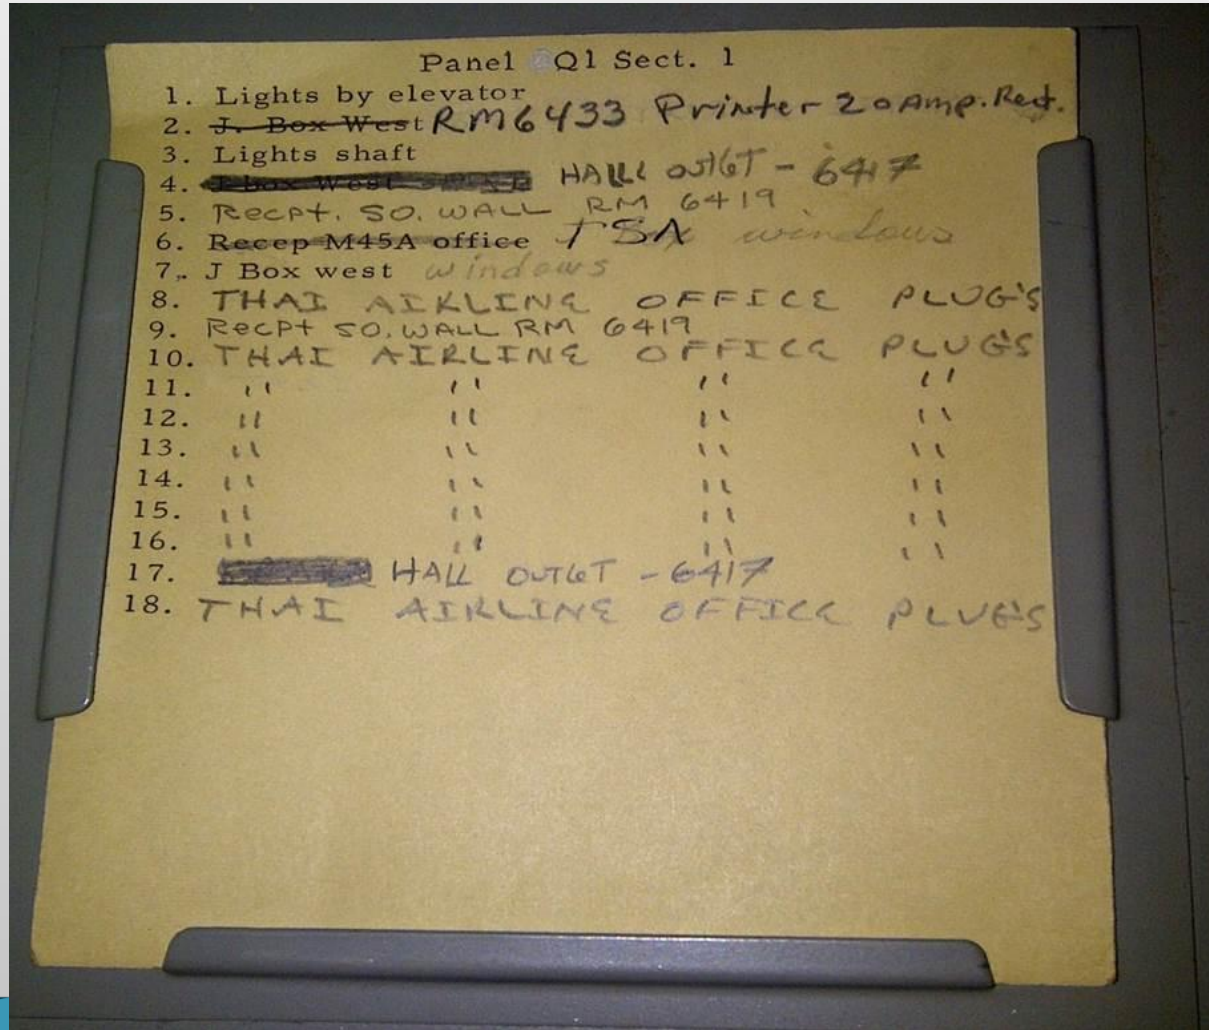 Panel Q1 Sect. 1
1. Lights by elevator
2. J. Box West RM6433 Printer 20 Amp. Rect.
3. Lights shaft
4. HALL OUTLET - 6417
5. Recpt. SO. WALL RM 6419
6. Recep M45A office TSA windows
7. J Box west windows
8. THAI AIRLINE OFFICE PLUG'S
9. Recpt SO. WALL RM 6419
10. THAI AIRLINE OFFICE PLUG'S
11. " " " "
12. " " " "
13. " " " "
14. " " " "
15. " " " "
16. " " " "
17. HALL OUTLET - 6417
18. THAI AIRLINE OFFICE PLUG'S